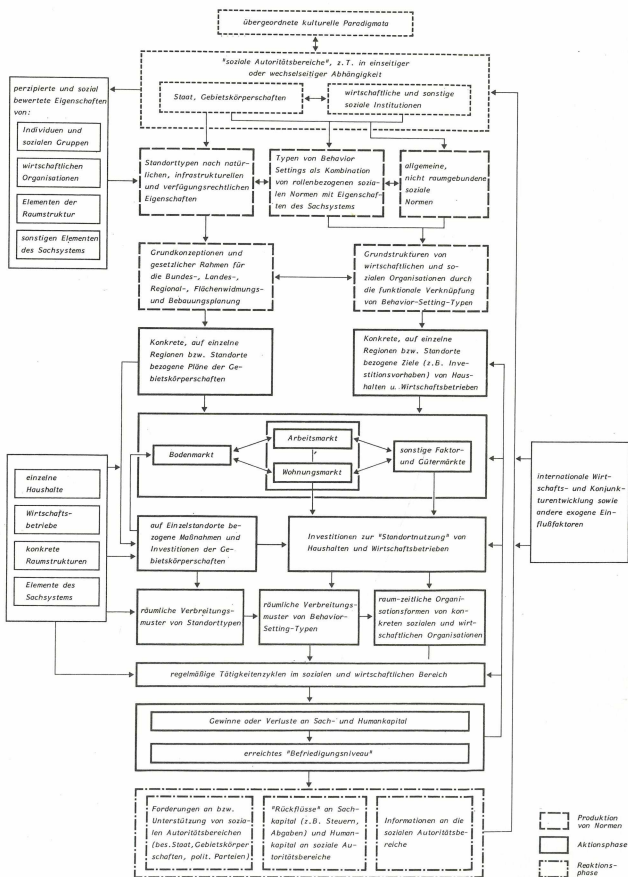 übergeordnete kulturelle Paradigmata
"soziale Autoritätsbereiche", z.T. in einseitiger
oder wechselseitiger Abhängigkeit
Staat, Gebietskörperschaften
wirtschaftliche und sonstige
soziale Institutionen
perzipierte und sozial
bewertete Eigenschaften
von:
Individuen und
sozialen Gruppen
wirtschaftlichen
Organisationen
Elementen der
Raumstruktur
sonstigen Elementen
des Sachsystems
Standorttypen nach natür-
lichen, infrastrukturellen
und verfügungsrechtlichen
Eigenschaften
Typen von Behavior
Settings als Kombination
von rollenbezogenen sozia-
len Normen mit Eigenschaf-
ten des Sachsystems
allgemeine,
nicht raumgebundene
soziale
Normen
Grundkonzeptionen und
gesetzlicher Rahmen für
die Bundes-, Landes-,
Regional-, Flächenwidmungs-
und Bebauungsplanung
Grundstrukturen von
wirtschaftlichen und so-
zialen Organisationen durch
die funktionale Verknüpfung
von Behavior-Setting-Typen
Konkrete, auf einzelne
Regionen bzw. Standorte
bezogene Pläne der Ge-
bietskörperschaften
Konkrete, auf einzelne
Regionen bzw. Standorte
bezogene Ziele (z.B. Inve-
stitionsvorhaben) von Haus-
halten u. Wirtschaftsbetrieben
Bodenmarkt
Arbeitsmarkt
Wohnungsmarkt
sonstige Faktor-
und Gütermärkte
internationale Wirt-
schafts- und Konjunk-
turentwicklung sowie
andere exogene Ein-
flußfaktoren
einzelne
Haushalte
Wirtschafts-
betriebe
konkrete
Raumstrukturen
Elemente des
Sachsystems
auf Einzelstandorte be-
zogene Maßnahmen und
Investitionen der Ge-
bietskörperschaften
Investitionen zur "Standortnutzung" von
Haushalten und Wirtschaftsbetrieben
räumliche Verbreitungs-
muster von Standorttypen
räumliche Verbreitungs-
muster von Behavior-
Setting-Typen
raum-zeitliche Organi-
sationsformen von kon-
kreten sozialen und wirt-
schaftlichen Organisationen
regelmäßige Tätigkeitenzyklen im sozialen und wirtschaftlichen Bereich
Gewinne oder Verluste an Sach- und Humankapital
erreichtes "Befriedigungsniveau"
Forderungen an bzw.
Unterstützung von sozia-
len Autoritätsbereichen
(bes.Staat,Gebietskörper
schaften, polit. Parteien)
"Rückflüsse" an Sach-
kapital (z.B. Steuern,
Abgaben) und Human-
kapital an soziale Au-
toritätsbereiche
Informationen an die
sozialen Autoritätsbe-
reiche
Produktion
von Normen
Aktionsphase
Reaktions-
phase